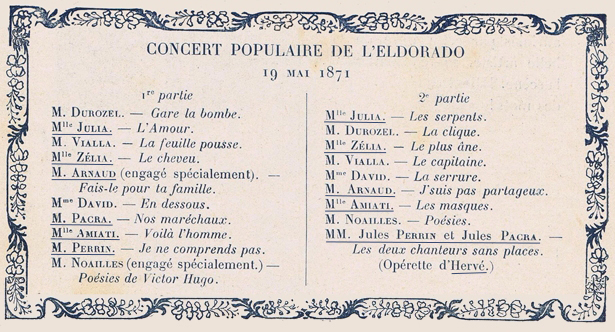 CONCERT POPULAIRE DE L'ELDORADO
19 MAI 1871
1re partie
M. DUROZEL. — Gare la bombe.
Mlle JULIA. — L'Amour.
M. VIALLA. — La feuille pousse.
Mlle ZÉLIA. — Le cheveu.
M. ARNAUD (engagé spécialement). —
Fais-le pour ta famille.
Mme DAVID. — En dessous.
M. PACRA. — Nos maréchaux.
Mlle AMIATI. — Voilà l'homme.
M. PERRIN. — Je ne comprends pas.
M. NOAILLES (engagé spécialement.) —
Poésies de Victor Hugo.
2e partie
Mlle JULIA. — Les serpents.
M. DUROZEL. — La clique.
Mlle ZÉLIA. — Le plus âne.
M. VIALLA. — Le capitaine.
Mme DAVID. — La serrure.
M. ARNAUD. — J'suis pas partageux.
Mlle AMIATI. — Les masques.
M. NOAILLES. — Poésies.
MM. JULES PERRIN et JULES PACRA. —
Les deux chanteurs sans places.
(Opérette d'Hervé.)